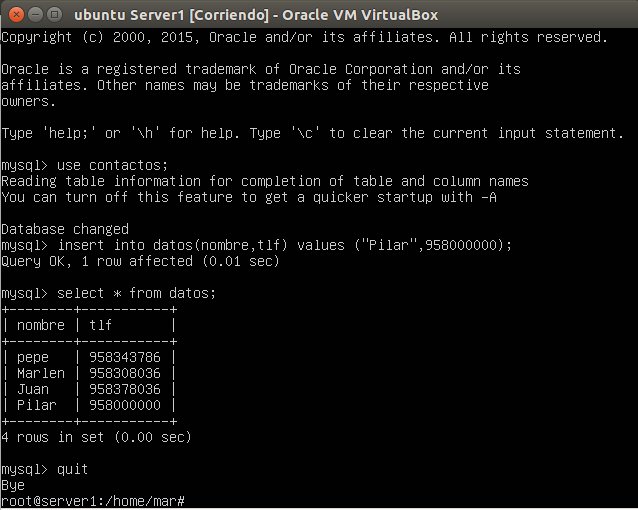 ubuntu Server1 [Corriendo] - Oracle VM VirtualBox
Copyright (c) 2000, 2015, Oracle and/or its affiliates. All rights reserved.
Oracle is a registered trademark of Oracle Corporation and/or its
affiliates. Other names may be trademarks of their respective
owners.
Type 'help;' or '\h' for help. Type '\c' to clear the current input statement.
mysql> use contactos;
Reading table information for completion of table and column names
You can turn off this feature to get a quicker startup with -A
Database changed
mysql> insert into datos(nombre,tlf) values ("Pilar",958000000);
Query OK, 1 row affected (0.01 sec)
mysql> select * from datos;
+--------+-----------+
| nombre | tlf       |
+--------+-----------+
| pepe   | 958343786 |
| Marlen | 958308036 |
| Juan   | 958378036 |
| Pilar  | 958000000 |
+--------+-----------+
4 rows in set (0.00 sec)
mysql> quit
Bye
root@server1:/home/mar#